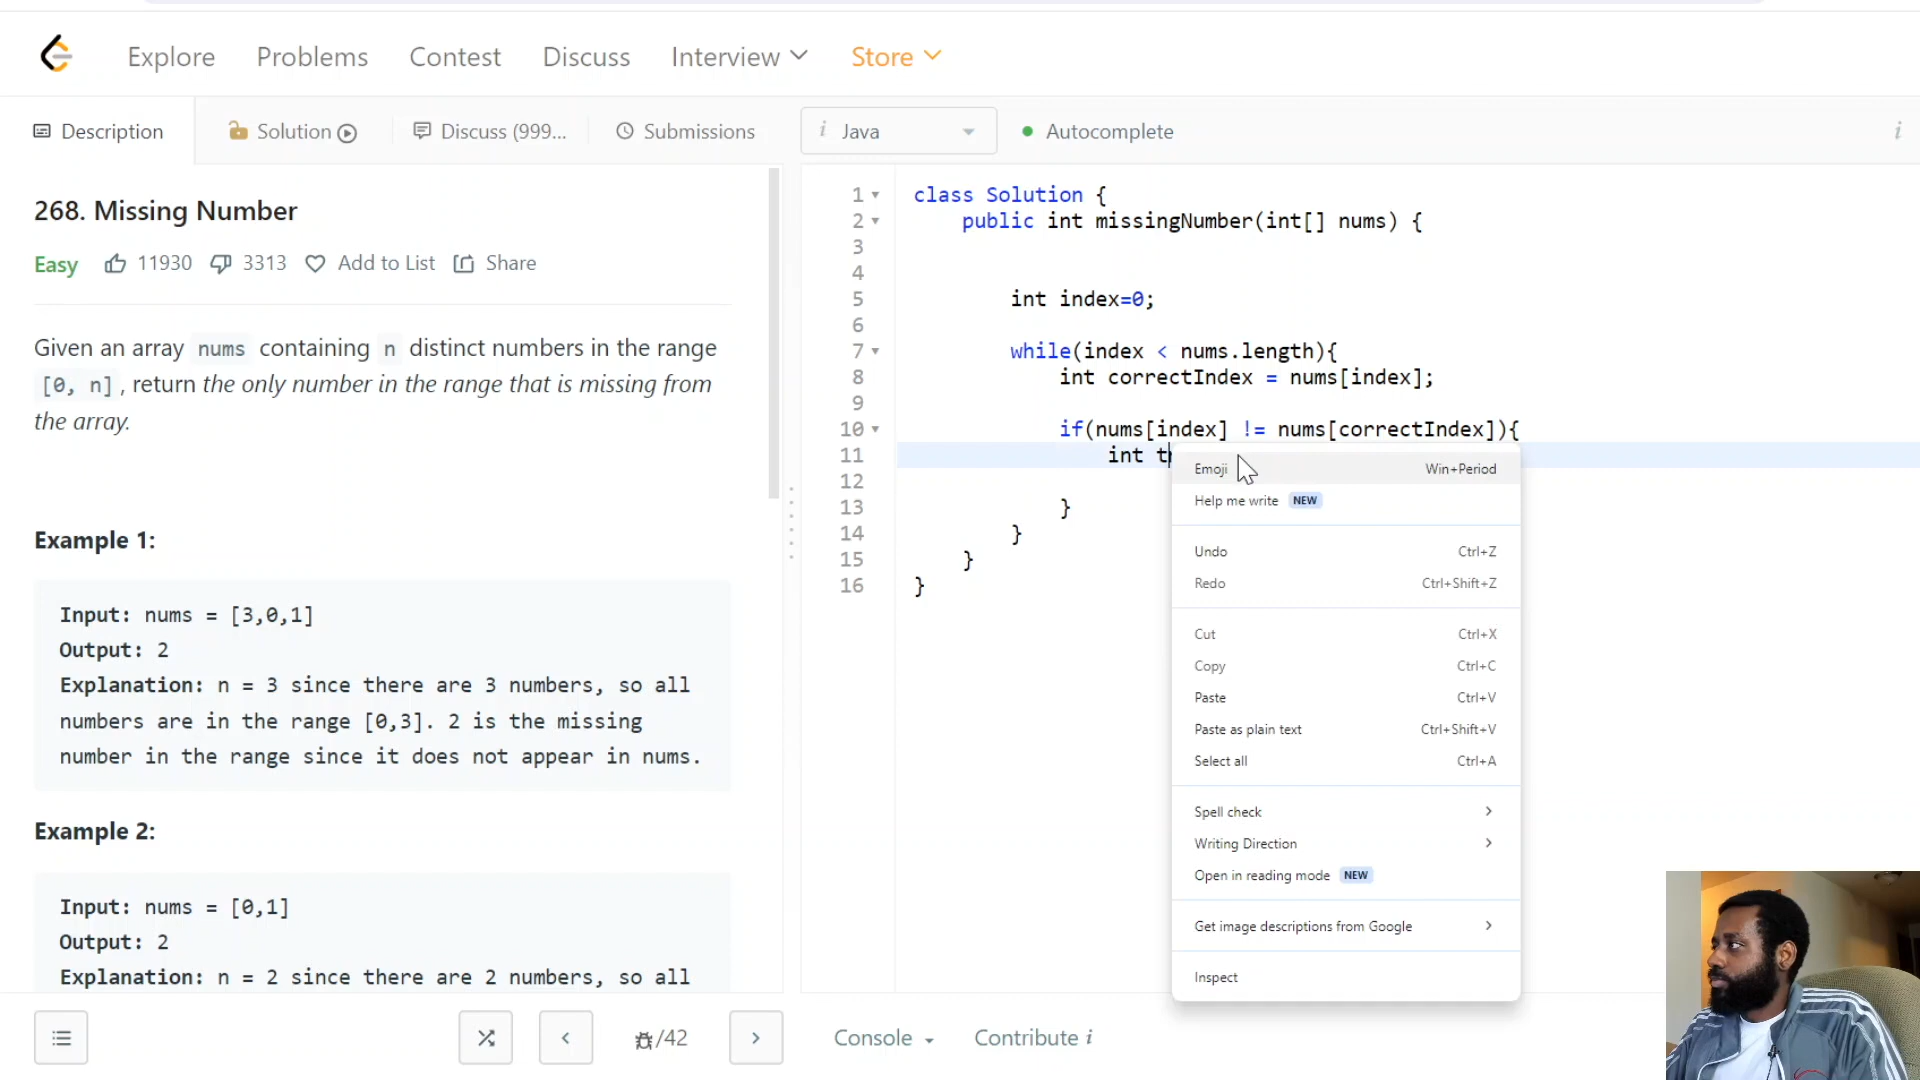 Explore Problems Contest Discuss Interview Store
Description Solution Discuss (999... Submissions
i Java Autocomplete i
268. Missing Number
Easy 11930 3313 Add to List Share
Given an array nums containing n distinct numbers in the range
[0, n], return the only number in the range that is missing from
the array.
Example 1:
Input: nums = [3,0,1]
Output: 2
Explanation: n = 3 since there are 3 numbers, so all
numbers are in the range [0,3]. 2 is the missing
number in the range since it does not appear in nums.
Example 2:
Input: nums = [0,1]
Output: 2
Explanation: n = 2 since there are 2 numbers, so all
/42
1 class Solution {
2 public int missingNumber(int[] nums) {
3
4
5 int index=0;
6
7 while(index < nums.length){
8 int correctIndex = nums[index];
9
10 if(nums[index] != nums[correctIndex]){
11 int t
12
13 }
14 }
15 }
16 }
Emoji Win+Period
Help me write NEW
Undo Ctrl+Z
Redo Ctrl+Shift+Z
Cut Ctrl+X
Copy Ctrl+C
Paste Ctrl+V
Paste as plain text Ctrl+Shift+V
Select all Ctrl+A
Spell check
Writing Direction
Open in reading mode NEW
Get image descriptions from Google
Inspect
Console Contribute i